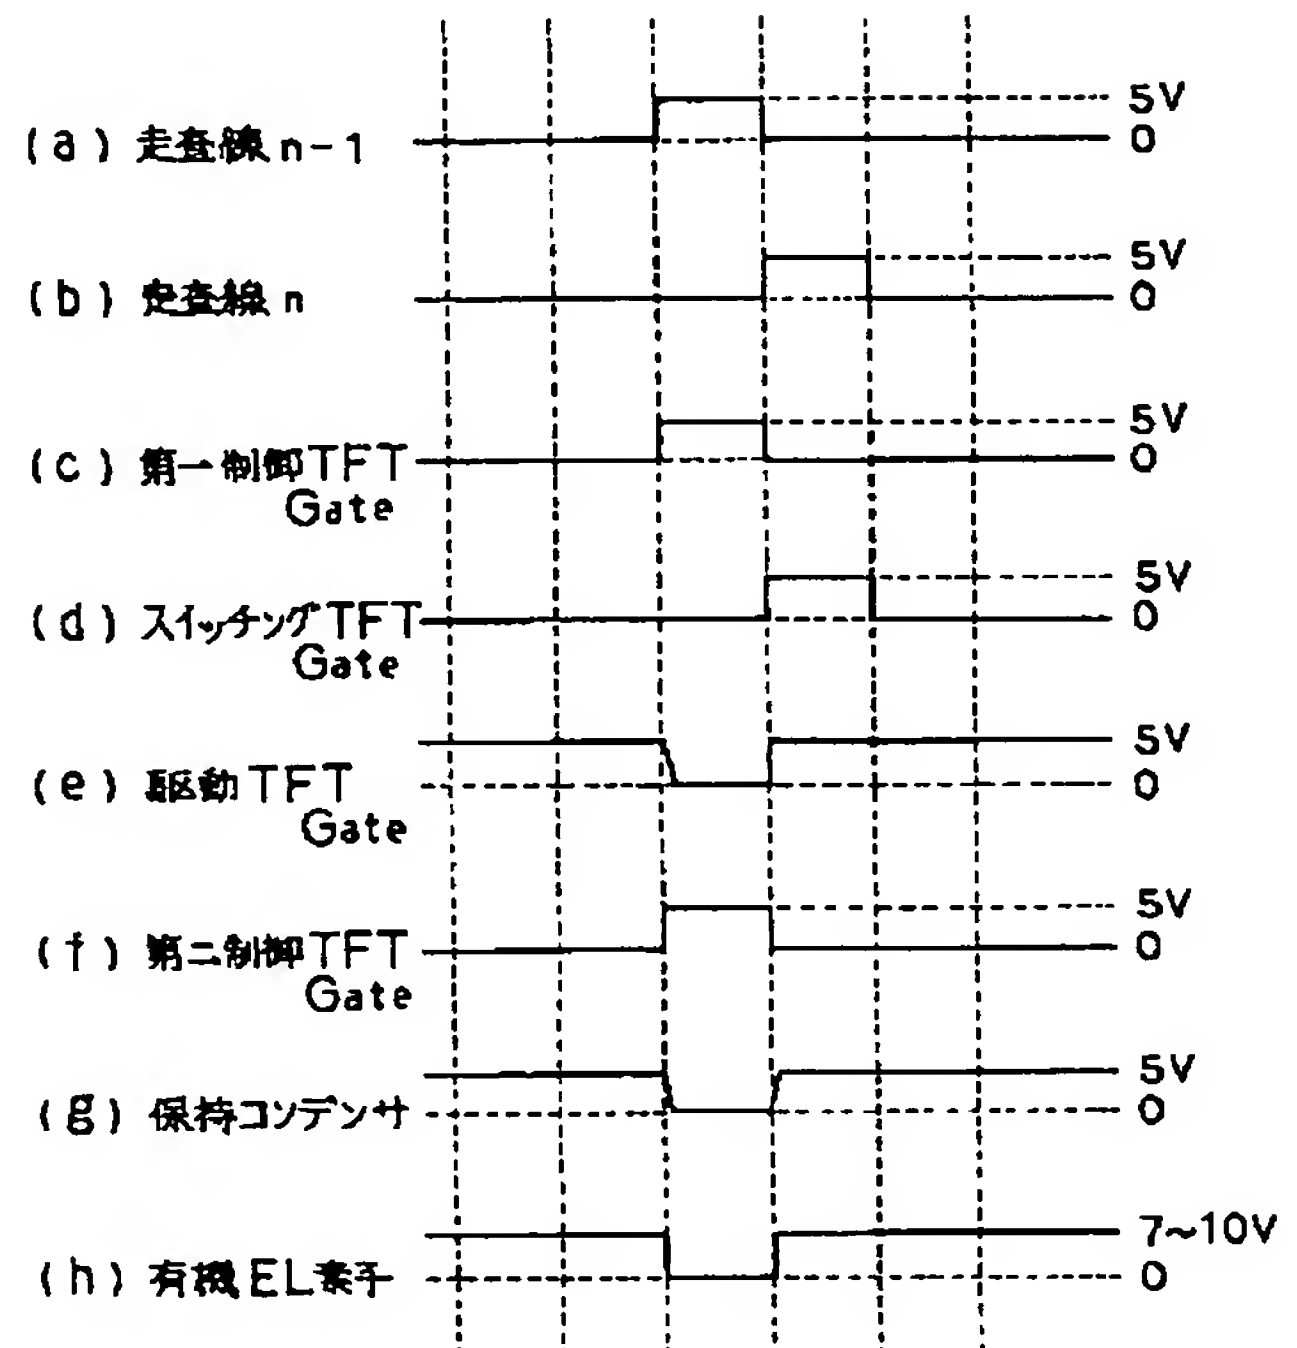 5V
(a) 走査線 n-1 0
5V
(b) 走査線 n 0
5V
(c) 第一制御TFT 0
Gate
5V
(d) スイッチングTFT 0
Gate
5V
(e) 駆動TFT 0
Gate
5V
(f) 第二制御TFT 0
Gate
5V
(g) 保持コンデンサ 0
7~10V
(h) 有機EL素子 0